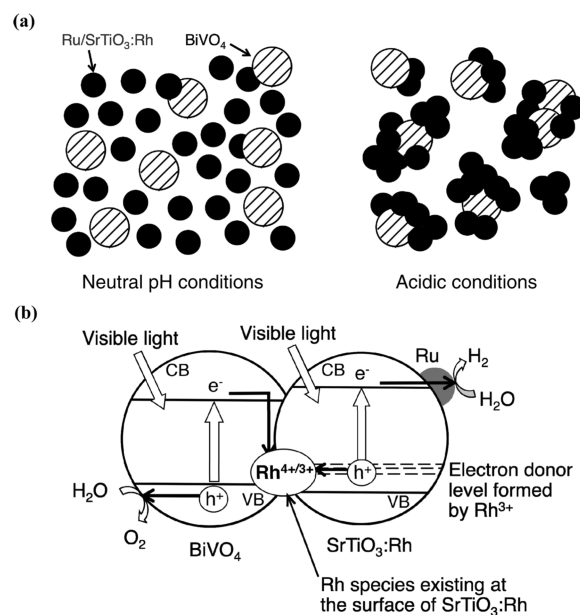 (a)
Ru/SrTiO₃:Rh
BiVO₄
Neutral pH conditions
Acidic conditions
(b)
Visible light
Visible light
CB
CB
Ru
H₂
e⁻
e⁻
H₂O
Rh⁴⁺/³⁺
h⁺
Electron donor
level formed
by Rh³⁺
H₂O
h⁺
VB
VB
O₂
BiVO₄
SrTiO₃:Rh
Rh species existing at
the surface of SrTiO₃:Rh